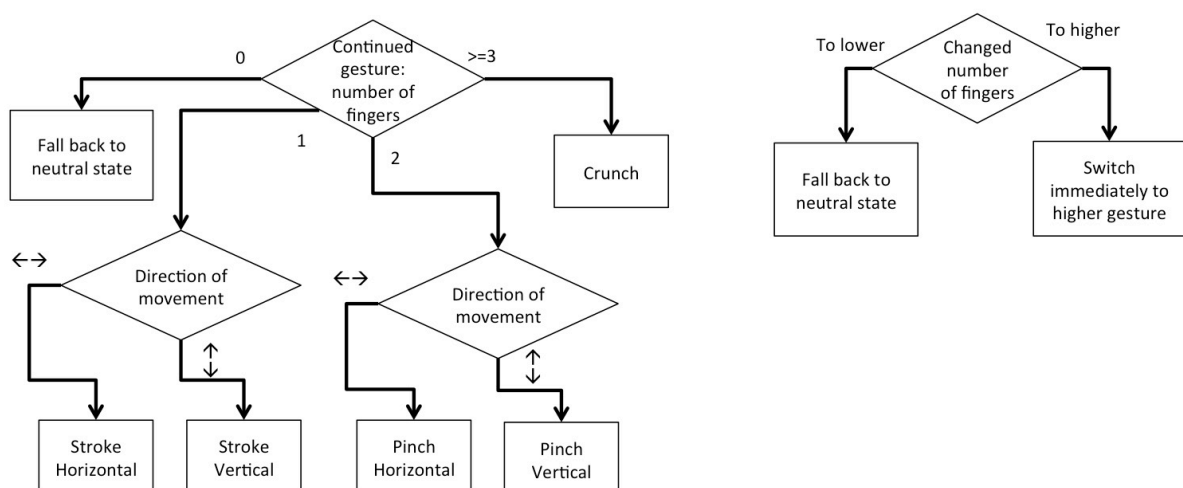 0
Continued
gesture:
number of
fingers
>=3
To lower
Changed
number
of fingers
To higher
Fall back to
neutral state
1
2
Crunch
Fall back to
neutral state
Switch
immediately to
higher gesture
←→
Direction of
movement
←→
Direction of
movement
Stroke
Horizontal
Stroke
Vertical
Pinch
Horizontal
Pinch
Vertical